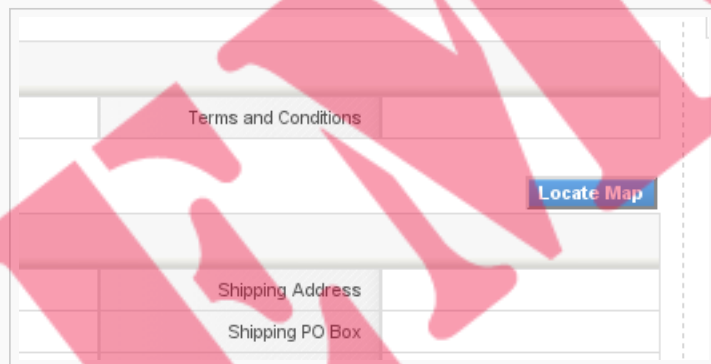 Terms and Conditions
Locate Map
Shipping Address
Shipping PO Box